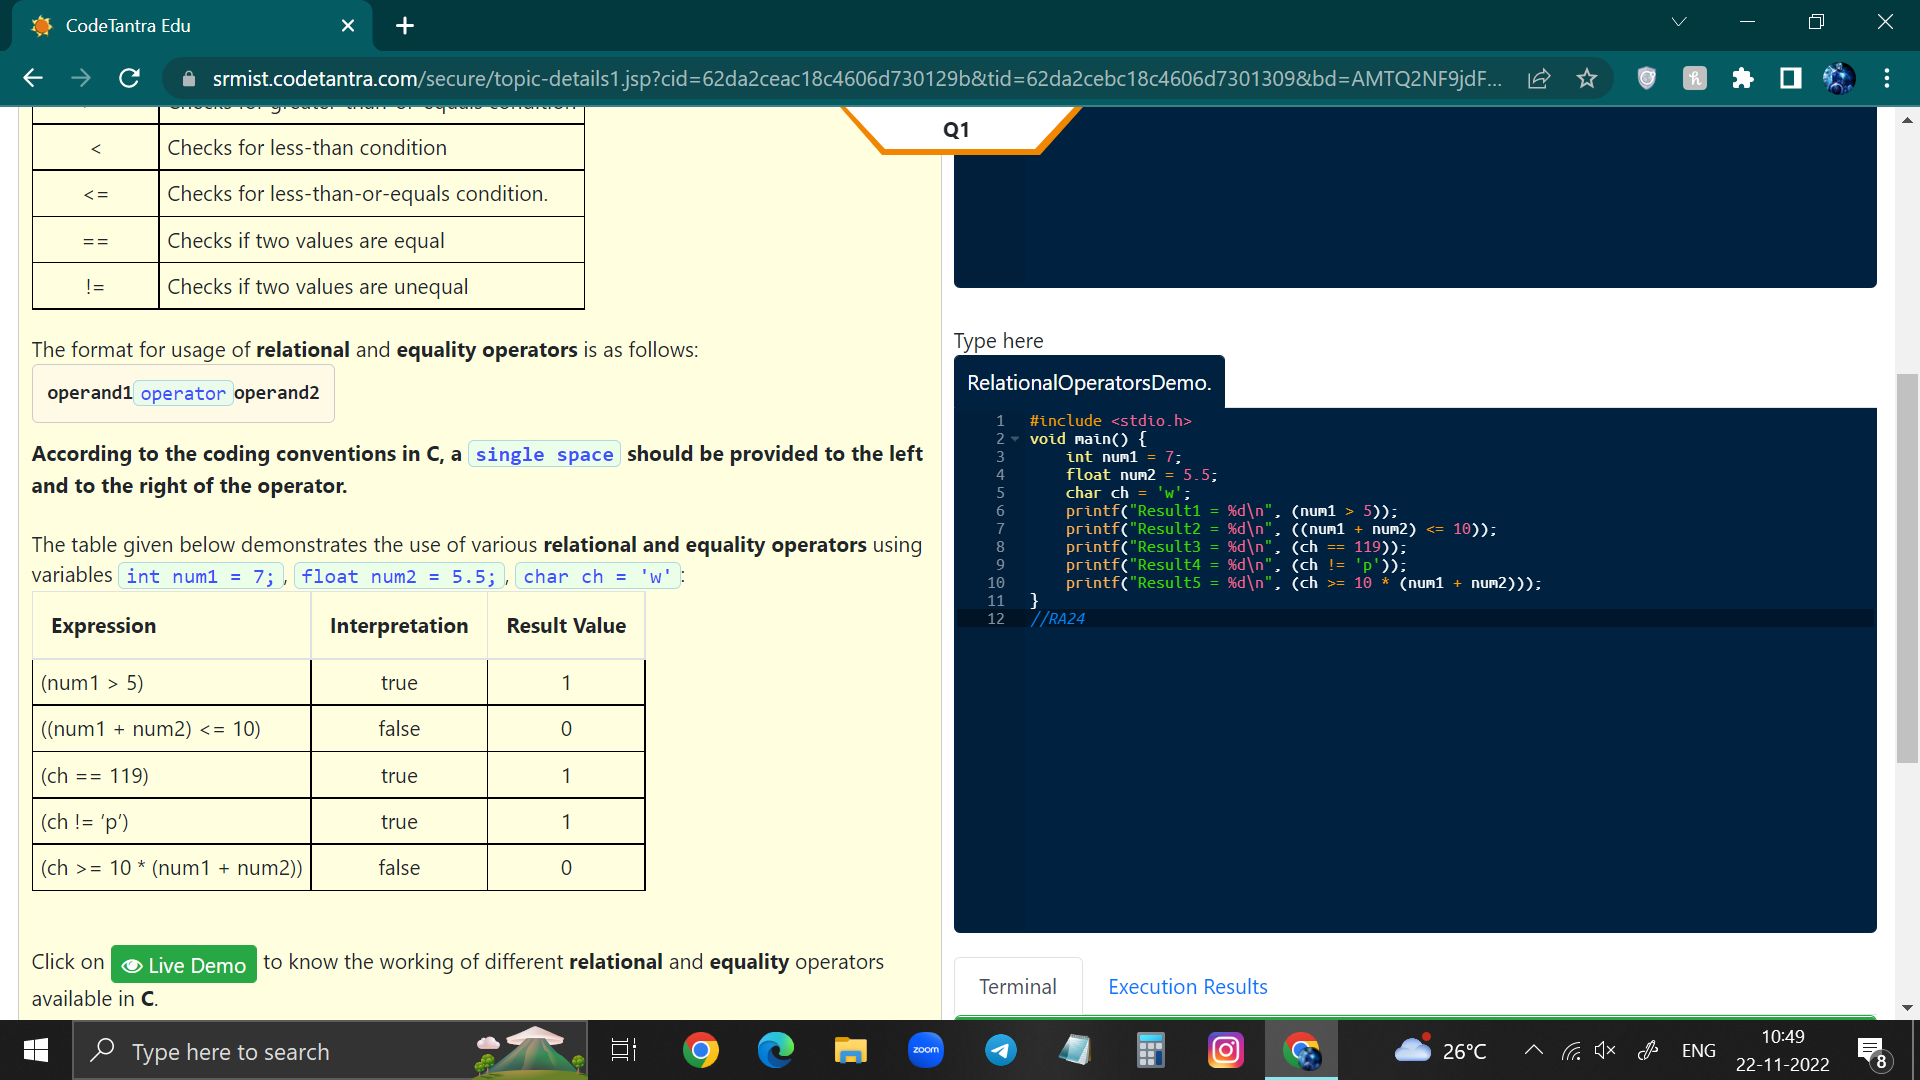 CodeTantra Edu
srmist.codetantra.com/secure/topic-details1.jsp?cid=62da2ceac18c4606d730129b&tid=62da2cebc18c4606d7301309&bd=AMTQ2NF9jdF...
Q1
< Checks for less-than condition
<= Checks for less-than-or-equals condition.
== Checks if two values are equal
!= Checks if two values are unequal
The format for usage of relational and equality operators is as follows:
operand1 operator operand2
According to the coding conventions in C, a single space should be provided to the left
and to the right of the operator.
The table given below demonstrates the use of various relational and equality operators using
variables int num1 = 7; , float num2 = 5.5; , char ch = 'w' :
Expression Interpretation Result Value
(num1 > 5) true 1
((num1 + num2) <= 10) false 0
(ch == 119) true 1
(ch != 'p') true 1
(ch >= 10 * (num1 + num2)) false 0
Click on Live Demo to know the working of different relational and equality operators
available in C.
Type here
RelationalOperatorsDemo.
1 #include <stdio.h>
2 void main() {
3 int num1 = 7;
4 float num2 = 5.5;
5 char ch = 'w';
6 printf("Result1 = %d\n", (num1 > 5));
7 printf("Result2 = %d\n", ((num1 + num2) <= 10));
8 printf("Result3 = %d\n", (ch == 119));
9 printf("Result4 = %d\n", (ch != 'p'));
10 printf("Result5 = %d\n", (ch >= 10 * (num1 + num2)));
11 }
12 //RA24
Terminal Execution Results
Type here to search
zoom
26°C
ENG
10:49
22-11-2022
8